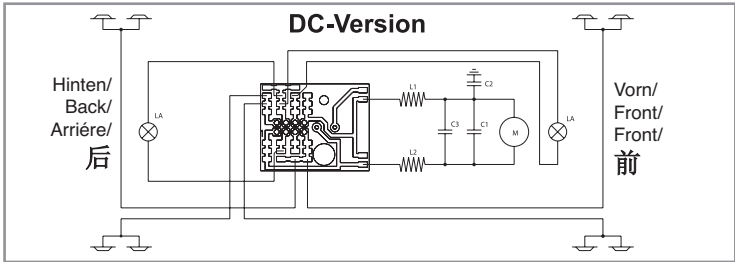 DC-Version
Hinten/
Back/
Arriére/
后
LA
L1
C2
C3
C1
M
LA
L2
Vorn/
Front/
Front/
前